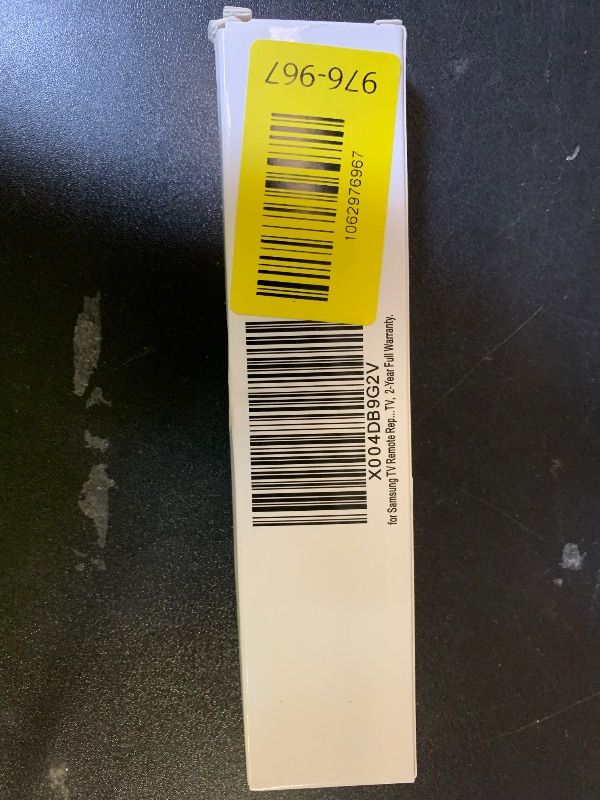 976-967
1062976967
X004DB9G2V
for Samsung TV Remote Rep...TV, 2-Year Full Warranty.